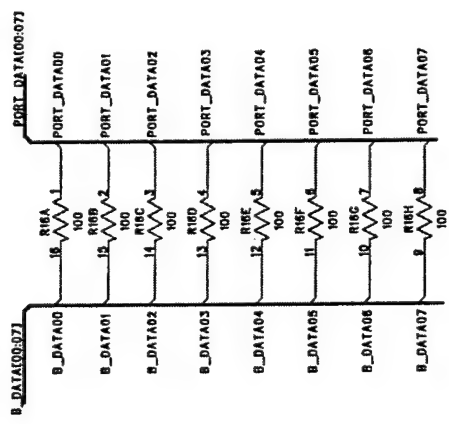 B_DATA[00:07]
PORT_DATA[00:07]
B_DATA00
16
R16A
100
1
PORT_DATA00
B_DATA01
15
R16B
100
2
PORT_DATA01
B_DATA02
14
R16C
100
3
PORT_DATA02
B_DATA03
13
R16D
100
4
PORT_DATA03
B_DATA04
12
R16E
100
5
PORT_DATA04
B_DATA05
11
R16F
100
6
PORT_DATA05
B_DATA06
10
R16G
100
7
PORT_DATA06
B_DATA07
9
R16H
100
8
PORT_DATA07